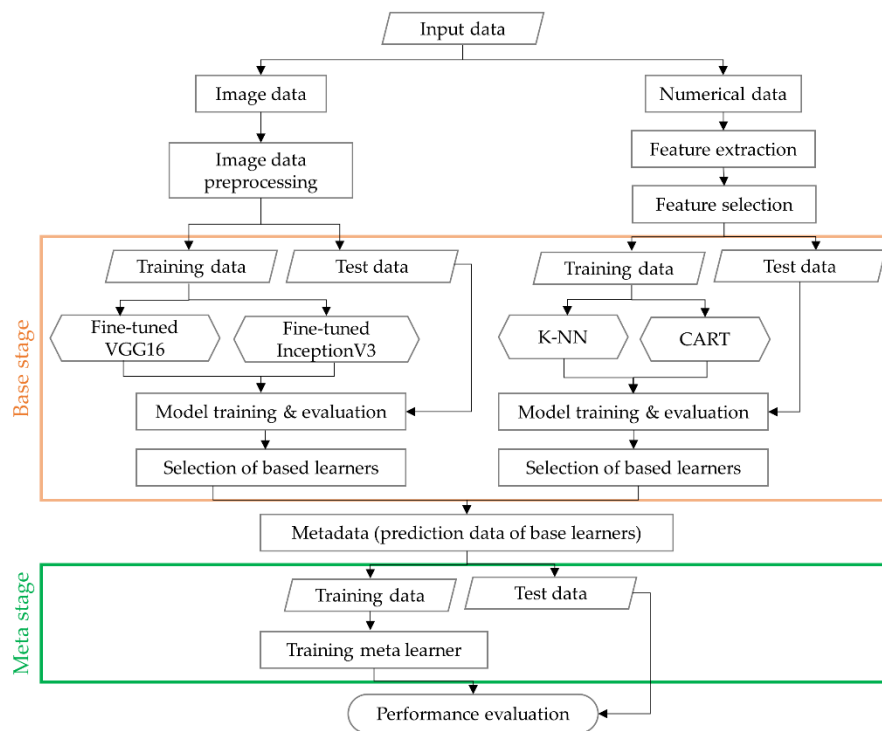 Input data
Image data
Numerical data
Image data
preprocessing
Feature extraction
Feature selection
Base stage
Training data
Test data
Training data
Test data
Fine-tuned
VGG16
Fine-tuned
InceptionV3
K-NN
CART
Model training & evaluation
Model training & evaluation
Selection of based learners
Selection of based learners
Metadata (prediction data of base learners)
Meta stage
Training data
Test data
Training meta learner
Performance evaluation